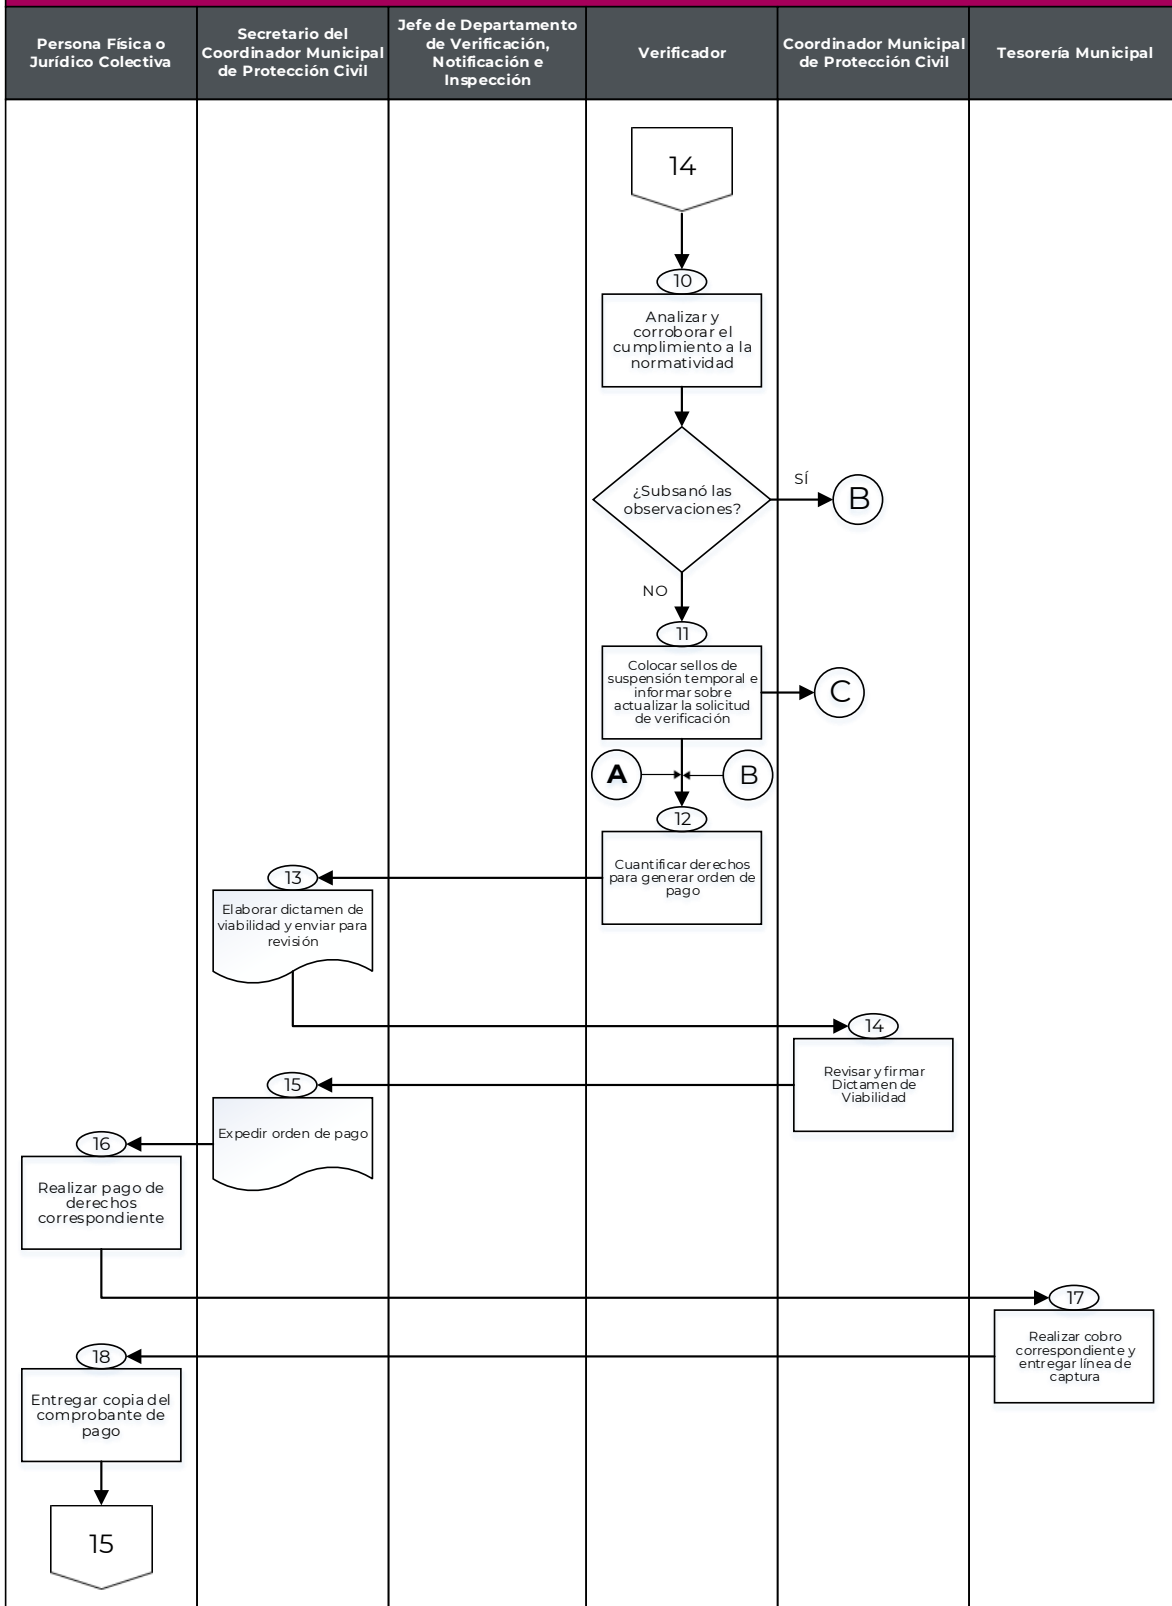 Persona Física o
Jurídico Colectiva
Secretario del
Coordinador Municipal
de Protección Civil
Jefe de Departamento
de Verificación,
Notificación e
Inspección
Verificador
Coordinador Municipal
de Protección Civil
Tesorería Municipal
14
10
Analizar y
corroborar el
cumplimiento a la
normatividad
¿Subsanó las
observaciones?
SÍ
B
NO
11
Colocar sellos de
suspensión temporal e
informar sobre
actualizar la solicitud
de verificación
C
A
B
12
Cuantificar derechos
para generar orden de
pago
13
Elaborar dictamen de
viabilidad y enviar para
revisión
14
Revisar y firmar
Dictamen de
Viabilidad
15
Expedir orden de pago
16
Realizar pago de
derechos
correspondiente
17
Realizar cobro
correspondiente y
entregar línea de
captura
18
Entregar copia del
comprobante de
pago
15